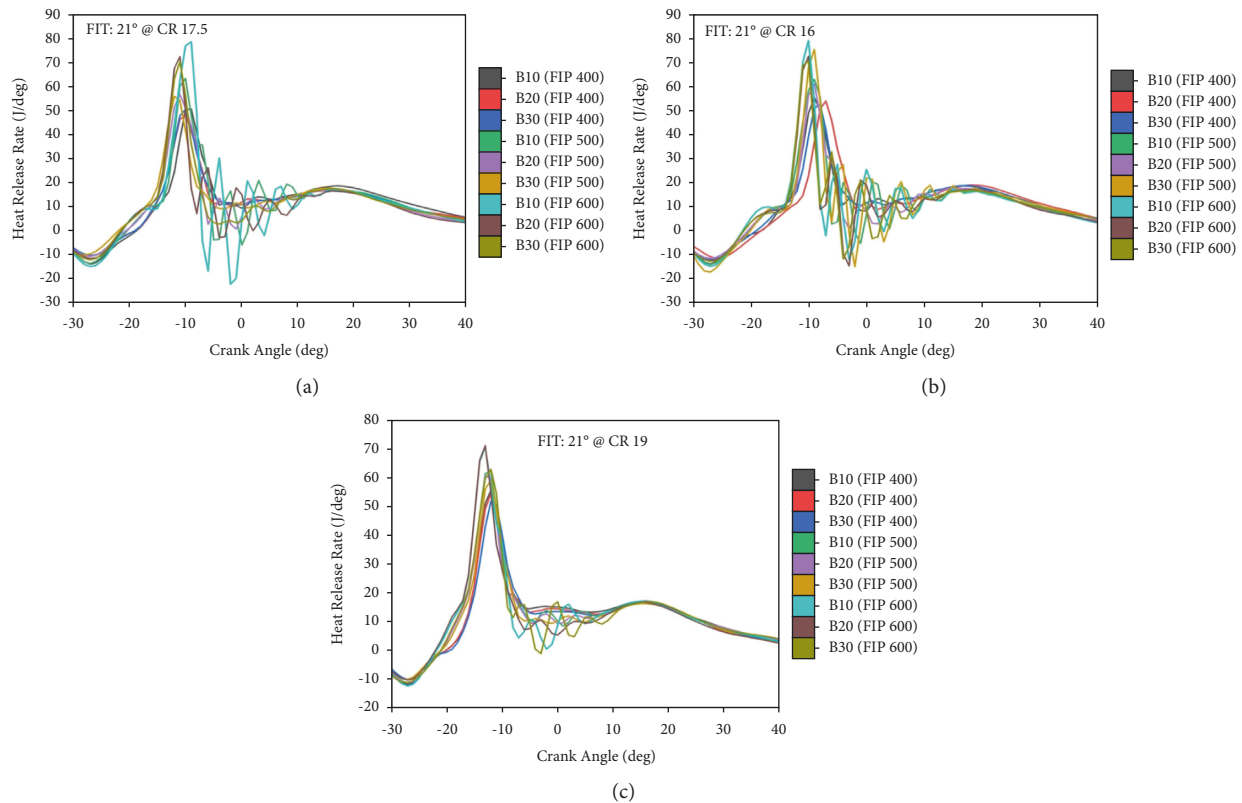 FIT: 21° @ CR 17.5
Heat Release Rate (J/deg)
90
80
70
60
50
40
30
20
10
0
-10
-20
-30
-30 -20 -10 0 10 20 30 40
Crank Angle (deg)
B10 (FIP 400)
B20 (FIP 400)
B30 (FIP 400)
B10 (FIP 500)
B20 (FIP 500)
B30 (FIP 500)
B10 (FIP 600)
B20 (FIP 600)
B30 (FIP 600)
(a)
FIT: 21° @ CR 16
Heat Release Rate (J/deg)
90
80
70
60
50
40
30
20
10
0
-10
-20
-30
-30 -20 -10 0 10 20 30 40
Crank Angle (deg)
B10 (FIP 400)
B20 (FIP 400)
B30 (FIP 400)
B10 (FIP 500)
B20 (FIP 500)
B30 (FIP 500)
B10 (FIP 600)
B20 (FIP 600)
B30 (FIP 600)
(b)
FIT: 21° @ CR 19
Heat Release Rate (J/deg)
80
70
60
50
40
30
20
10
0
-10
-20
-30 -20 -10 0 10 20 30 40
Crank Angle (deg)
B10 (FIP 400)
B20 (FIP 400)
B30 (FIP 400)
B10 (FIP 500)
B20 (FIP 500)
B30 (FIP 500)
B10 (FIP 600)
B20 (FIP 600)
B30 (FIP 600)
(c)